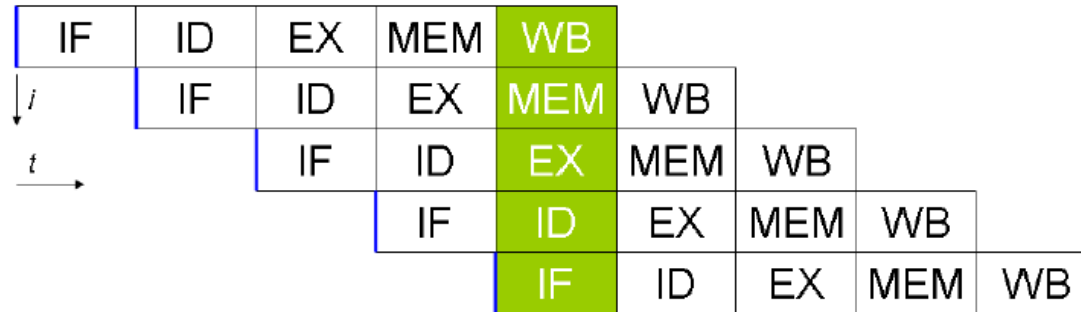 IF ID EX MEM WB
i IF ID EX MEM WB
t IF ID EX MEM WB
IF ID EX MEM WB
IF ID EX MEM WB